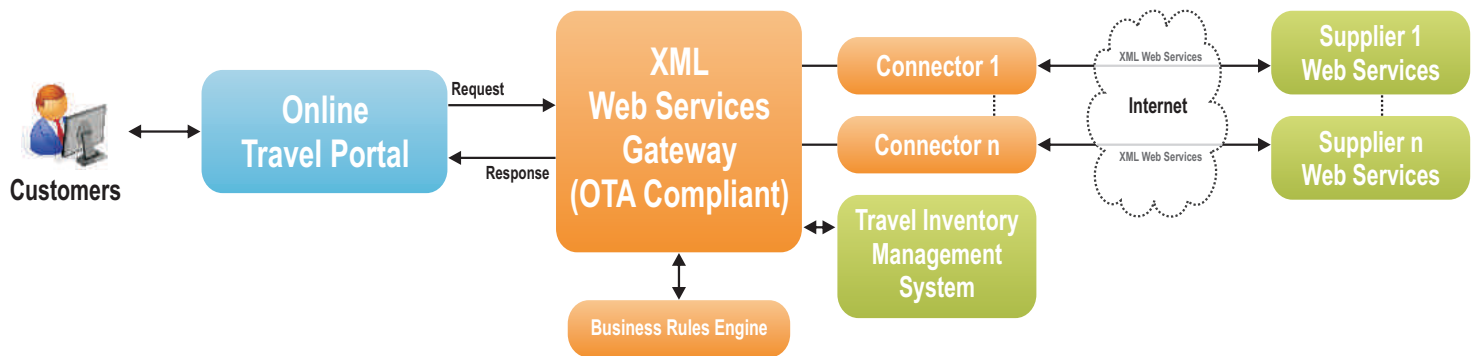 Customers
Online
Travel Portal
Request
Response
XML
Web Services
Gateway
(OTA Compliant)
Business Rules Engine
Connector 1
Connector n
Travel Inventory
Management
System
XML Web Services
Internet
XML Web Services
Supplier 1
Web Services
Supplier n
Web Services